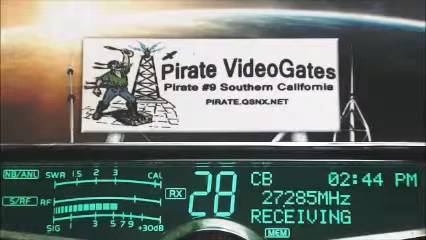 Pirate VideoGates
Pirate #9 Southern California
PIRATE.QSNX.NET
NB/ANL SWR 1.5 2 3 CAL
S/RF RF
SIG 3 5 7 9 +30dB
RX 28
CB 02:44 PM
27285MHz
RECEIVING
MEM